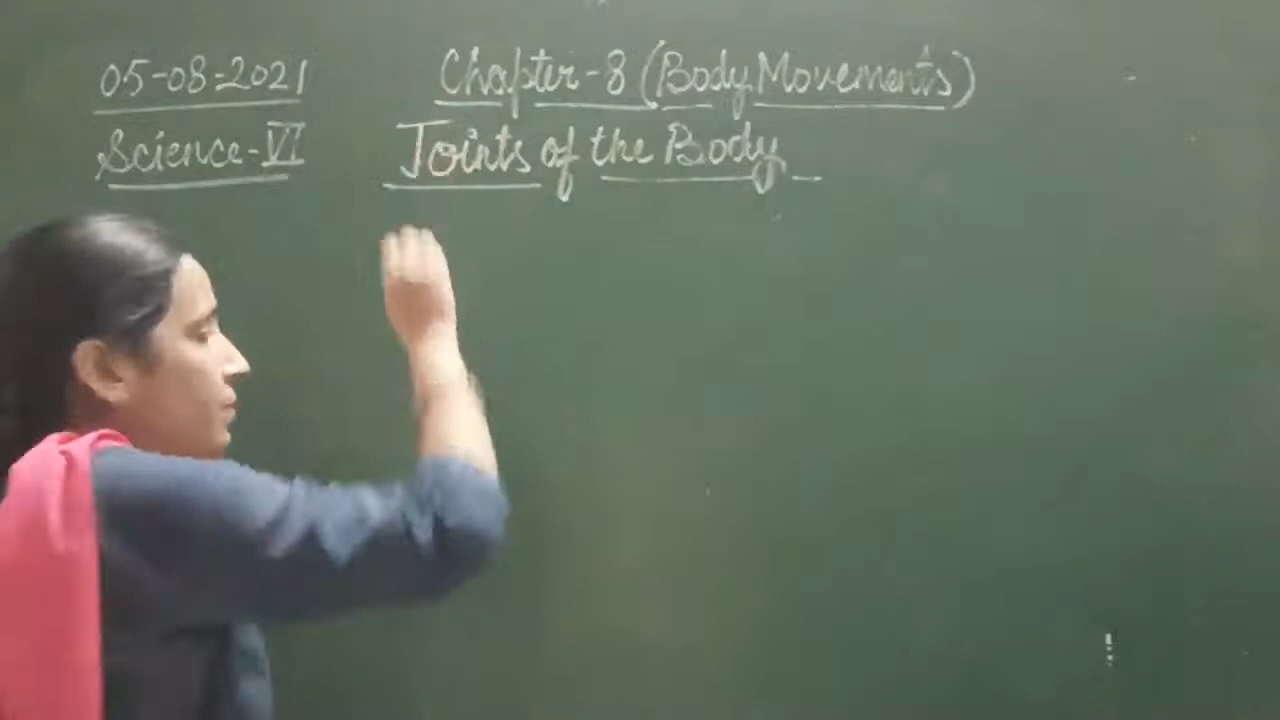 05-08-2021 Chapter-8 (Body Movements)
Science-VI Joints of the Body